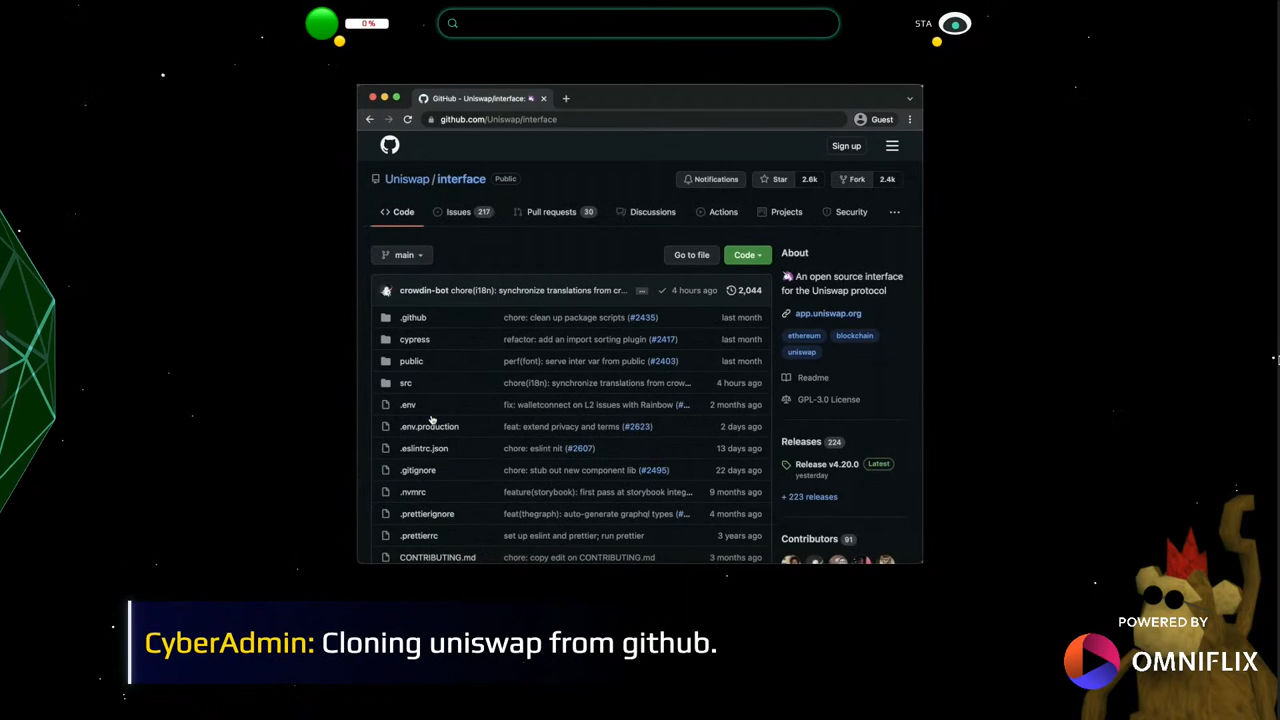 0 %
STA
GitHub - Uniswap/interface: 🦄
github.com/Uniswap/interface
Guest
Sign up
Uniswap / interface Public
Notifications Star 2.6k Fork 2.4k
Code Issues 217 Pull requests 30 Discussions Actions Projects Security
main Go to file Code
crowdin-bot chore(i18n): synchronize translations from cr... 4 hours ago 2,044
.github chore: clean up package scripts (#2435) last month
cypress refactor: add an import sorting plugin (#2417) last month
public perf(font): serve inter var from public (#2403) last month
src chore(i18n): synchronize translations from crow... 4 hours ago
.env fix: walletconnect on L2 issues with Rainbow (#... 2 months ago
.env.production feat: extend privacy and terms (#2623) 2 days ago
.eslintrc.json chore: eslint nit (#2607) 13 days ago
.gitignore chore: stub out new component lib (#2495) 22 days ago
.nvmrc feature(storybook): first pass at storybook integ... 9 months ago
.prettierignore feat(thegraph): auto-generate graphql types (#... 4 months ago
.prettierrc set up eslint and prettier; run prettier 3 years ago
CONTRIBUTING.md chore: copy edit on CONTRIBUTING.md 3 months ago
About
🦄 An open source interface
for the Uniswap protocol
app.uniswap.org
ethereum blockchain
uniswap
Readme
GPL-3.0 License
Releases 224
Release v4.20.0 Latest
yesterday
+ 223 releases
Contributors 91
CyberAdmin: Cloning uniswap from github.
POWERED BY
OMNIFLIX